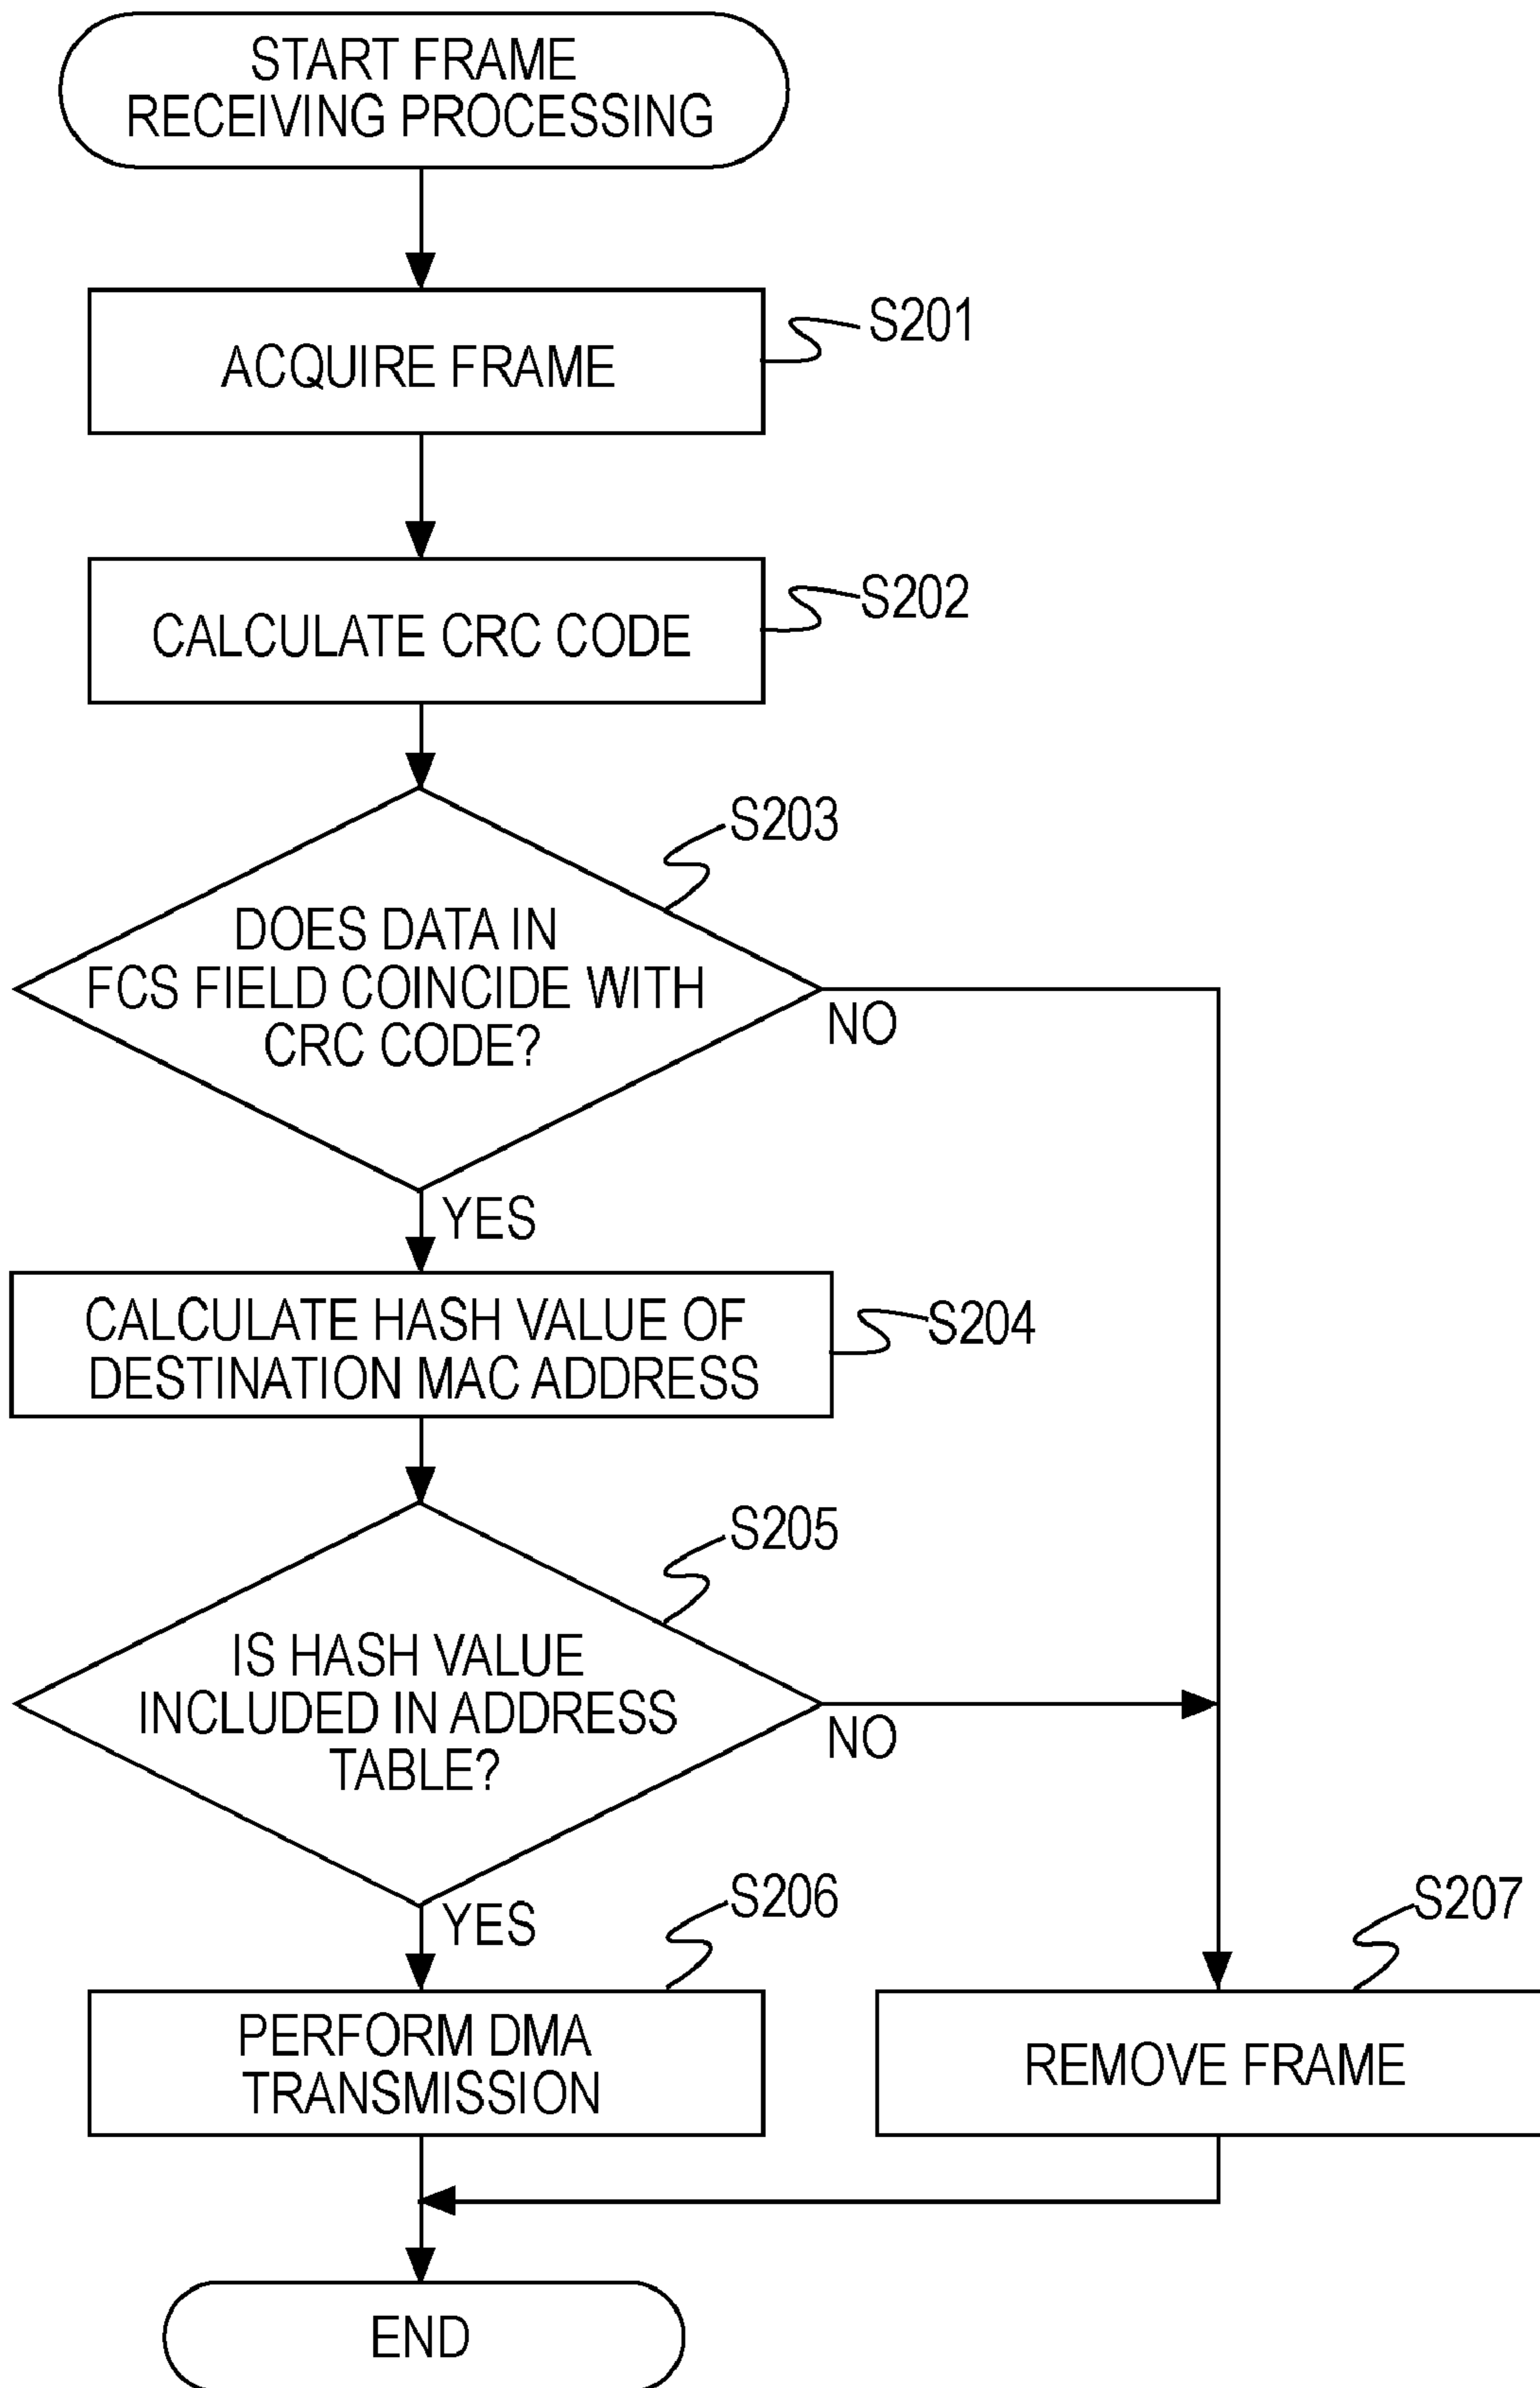 START FRAME
RECEIVING PROCESSING
ACQUIRE FRAME
S201
CALCULATE CRC CODE
S202
S203
DOES DATA IN
FCS FIELD COINCIDE WITH
CRC CODE?
NO
YES
CALCULATE HASH VALUE OF
DESTINATION MAC ADDRESS
S204
S205
IS HASH VALUE
INCLUDED IN ADDRESS
TABLE?
NO
YES
S206
PERFORM DMA
TRANSMISSION
S207
REMOVE FRAME
END